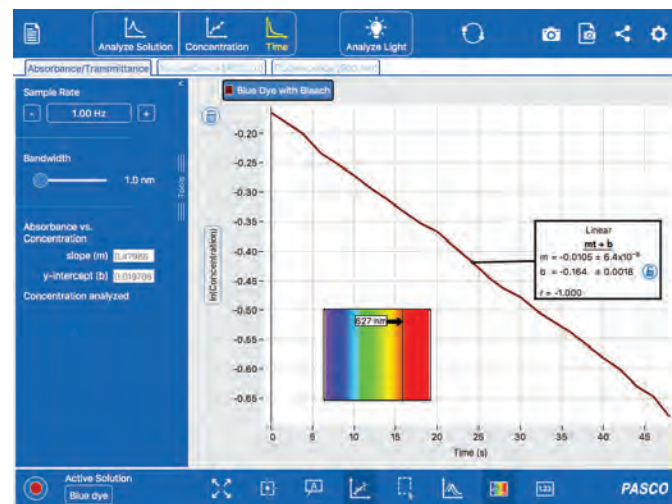 Analyze Solution
Concentration
Time
Analyze Light
Absorbance/Transmittance
Blue Dye with Bleach
Sample Rate
- 1.00 Hz +
Bandwidth
1.0 nm
Tools
Absorbance vs.
Concentration
slope (m)
y-intercept (b)
Concentration analyzed
ln(Concentration)
-0.20
-0.25
-0.30
-0.35
-0.40
-0.45
-0.50
-0.55
-0.60
-0.65
Linear
mt + b
m = -0.0105 ±
b = -0.164 ± 0.0018
r = -1.000
627 nm
0 5 10 15 20 25 30 35 40 45
Time (s)
Active Solution
Blue dye
A
123
PASCO